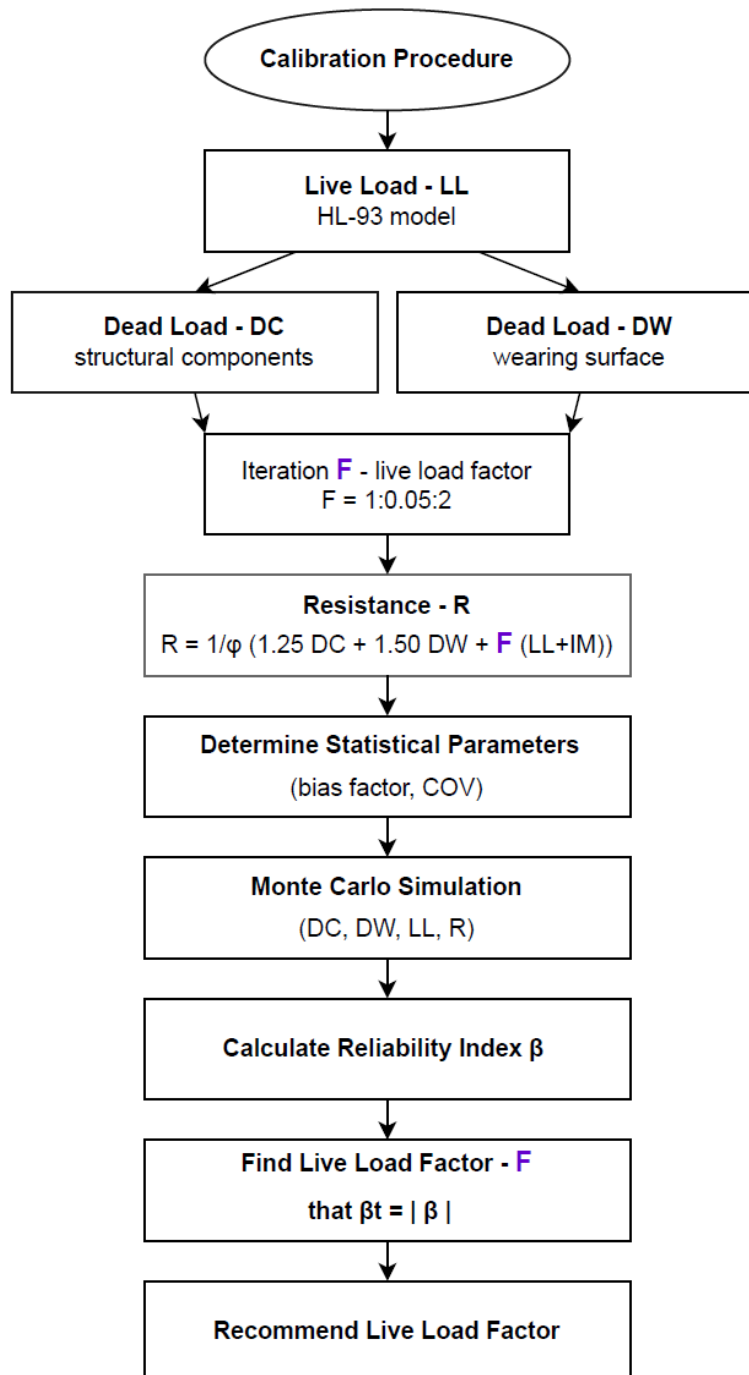 Calibration Procedure
Live Load - LL
HL-93 model
Dead Load - DC
structural components
Dead Load - DW
wearing surface
Iteration F - live load factor
F = 1:0.05:2
Resistance - R
R = 1/φ (1.25 DC + 1.50 DW + F (LL+IM))
Determine Statistical Parameters
(bias factor, COV)
Monte Carlo Simulation
(DC, DW, LL, R)
Calculate Reliability Index β
Find Live Load Factor - F
that βt = | β |
Recommend Live Load Factor